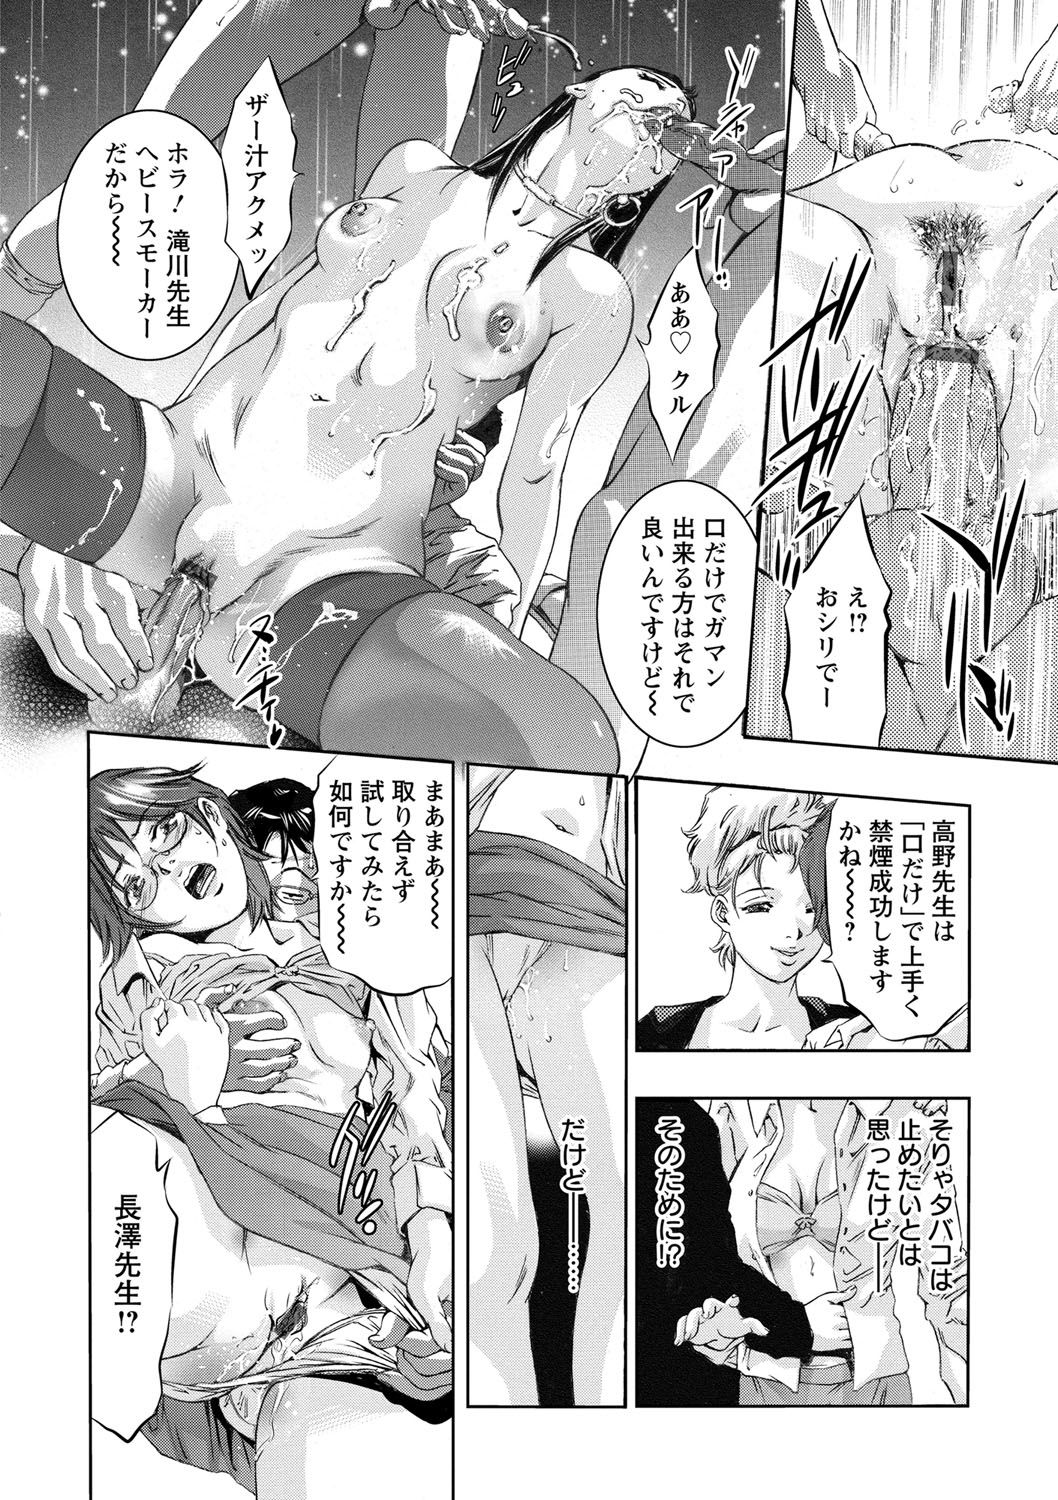 え!?
おシリでー
ああ♡クル
ザー汁アクメッ
ホラ!滝川先生
ヘビースモーカー
だから〜〜
口だけでガマン
出来る方はそれで
良いんですけど〜
高野先生は
「口だけ」で上手く
禁煙成功します
かね〜〜?
そりゃタバコは
止めたいとは
思ったけど──
そのために!?
だけど──……
まあまあ〜〜
取り合えず
試してみたら
如何ですか〜
長澤先生!?